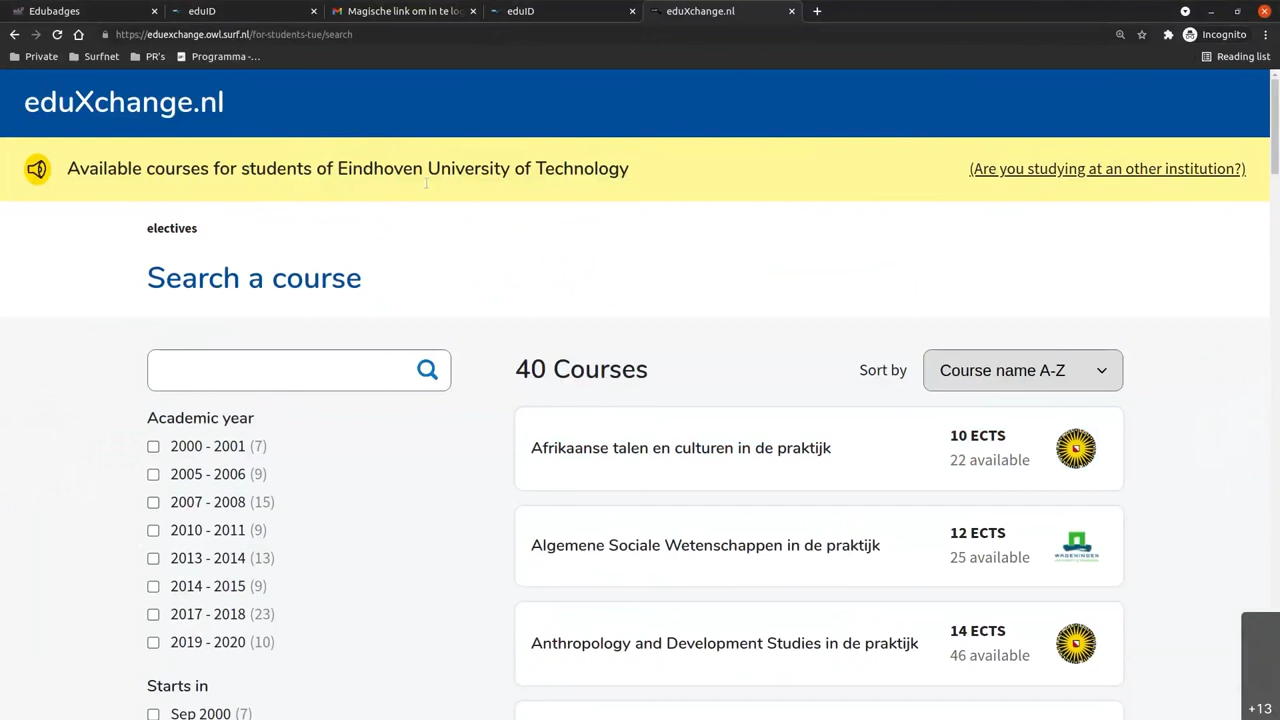 Edubadges
eduID
Magische link om in te lo
eduID
eduXchange.nl
https://eduexchange.owl.surf.nl/for-students-tue/search
Incognito
Private
Surfnet
PR's
Programma -...
Reading list
eduXchange.nl
Available courses for students of Eindhoven University of Technology
(Are you studying at an other institution?)
electives
Search a course
40 Courses
Sort by
Course name A-Z
Academic year
2000 - 2001 (7)
2005 - 2006 (9)
2007 - 2008 (15)
2010 - 2011 (9)
2013 - 2014 (13)
2014 - 2015 (9)
2017 - 2018 (23)
2019 - 2020 (10)
Starts in
Sep 2000 (7)
Afrikaanse talen en culturen in de praktijk
10 ECTS
22 available
Algemene Sociale Wetenschappen in de praktijk
12 ECTS
25 available
WAGENINGEN
Anthropology and Development Studies in de praktijk
14 ECTS
46 available
+13